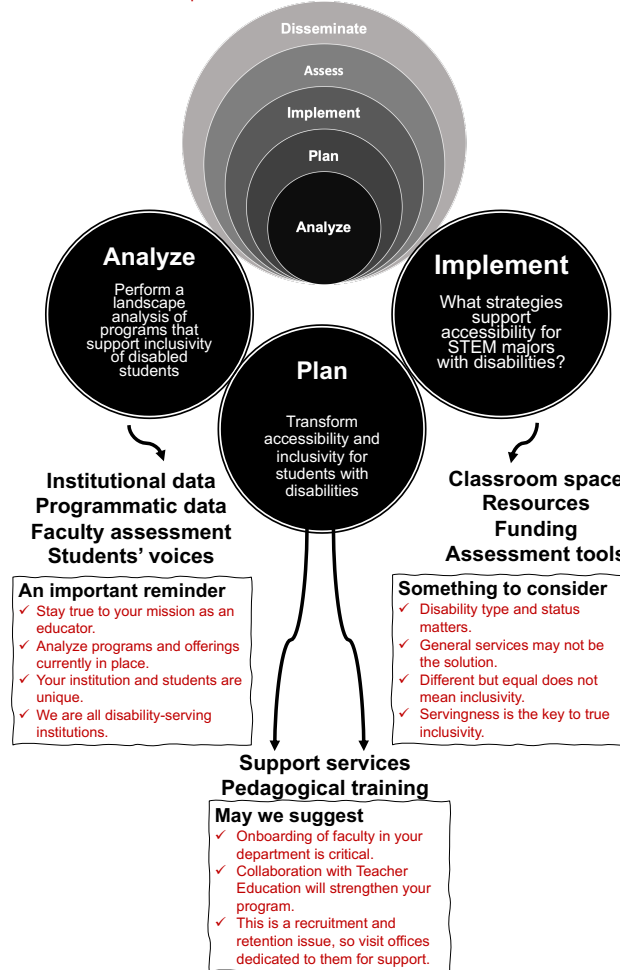 Disseminate
Assess
Implement
Plan
Analyze
Analyze
Perform a
landscape
analysis of
programs that
support inclusivity
of disabled
students
Implement
What strategies
support
accessibility for
STEM majors
with disabilities?
Plan
Transform
accessibility and
inclusivity for
students with
disabilities
Institutional data
Programmatic data
Faculty assessment
Students’ voices
Classroom space
Resources
Funding
Assessment tools
An important reminder
✓ Stay true to your mission as an
educator.
✓ Analyze programs and offerings
currently in place.
✓ Your institution and students are
unique.
✓ We are all disability-serving
institutions.
Something to consider
✓ Disability type and status
matters.
✓ General services may not be
the solution.
✓ Different but equal does not
mean inclusivity.
✓ Servingness is the key to true
inclusivity.
Support services
Pedagogical training
May we suggest
✓ Onboarding of faculty in your
department is critical.
✓ Collaboration with Teacher
Education will strengthen your
program.
✓ This is a recruitment and
retention issue, so visit offices
dedicated to them for support.